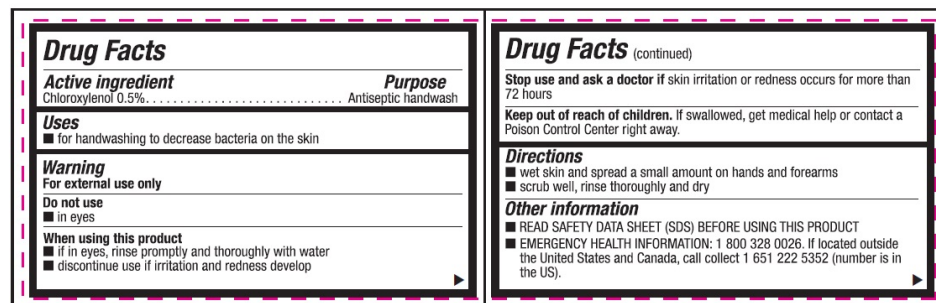 Drug Facts
Active ingredient Purpose
Chloroxylenol 0.5%............................. Antiseptic handwash
Uses
■ for handwashing to decrease bacteria on the skin
Warning
For external use only
Do not use
■ in eyes
When using this product
■ if in eyes, rinse promptly and thoroughly with water
■ discontinue use if irritation and redness develop
Drug Facts (continued)
Stop use and ask a doctor if skin irritation or redness occurs for more than
72 hours
Keep out of reach of children. If swallowed, get medical help or contact a
Poison Control Center right away.
Directions
■ wet skin and spread a small amount on hands and forearms
■ scrub well, rinse thoroughly and dry
Other information
■ READ SAFETY DATA SHEET (SDS) BEFORE USING THIS PRODUCT
■ EMERGENCY HEALTH INFORMATION: 1 800 328 0026. If located outside
the United States and Canada, call collect 1 651 222 5352 (number is in
the US).